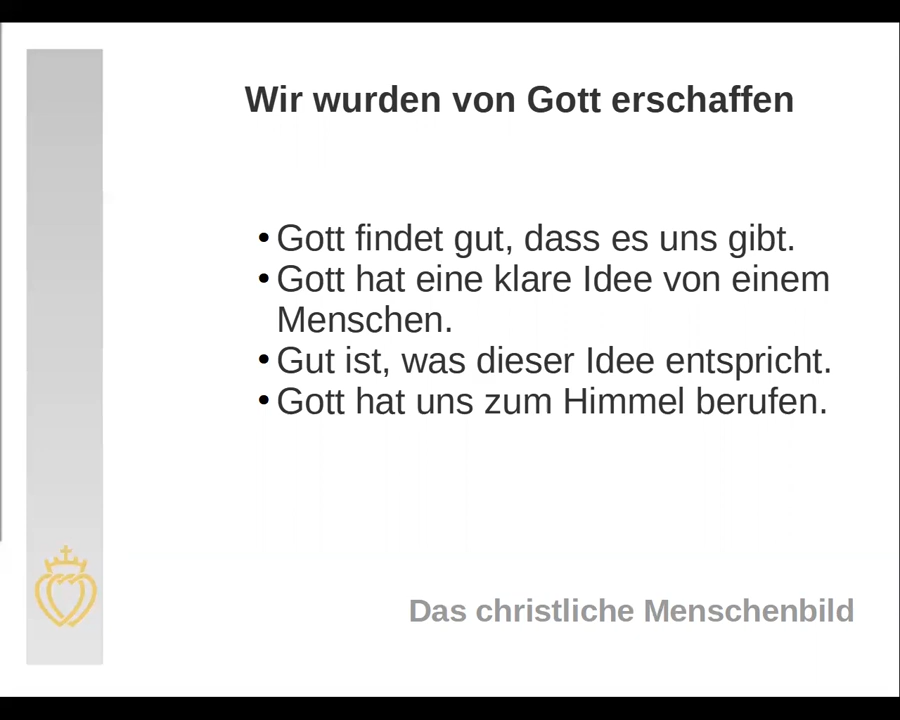 Wir wurden von Gott erschaffen
• Gott findet gut, dass es uns gibt.
• Gott hat eine klare Idee von einem
Menschen.
• Gut ist, was dieser Idee entspricht.
• Gott hat uns zum Himmel berufen.
Das christliche Menschenbild